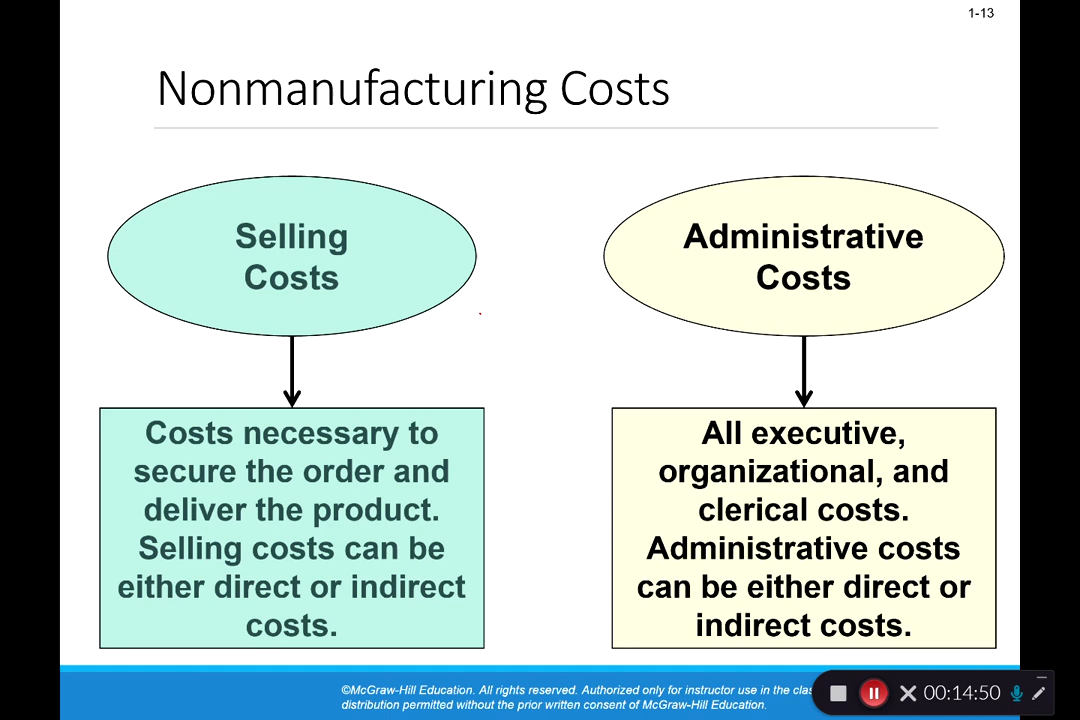 1-13
Nonmanufacturing Costs
Selling
Costs
Administrative
Costs
Costs necessary to
secure the order and
deliver the product.
Selling costs can be
either direct or indirect
costs.
All executive,
organizational, and
clerical costs.
Administrative costs
can be either direct or
indirect costs.
©McGraw-Hill Education. All rights reserved. Authorized only for instructor use in the
distribution permitted without the prior written consent of McGraw-Hill Education.
00:14:50